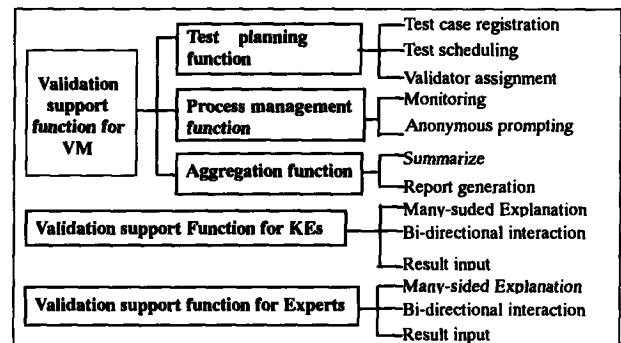 Validation
support
function for
VM
Test planning
function
Test case registration
Test scheduling
Validator assignment
Process management
function
Monitoring
Anonymous prompting
Aggregation function
Summarize
Report generation
Validation support Function for KEs
Many-suded Explanation
Bi-directional interaction
Result input
Validation support function for Experts
Many-sided Explanation
Bi-directional interaction
Result input